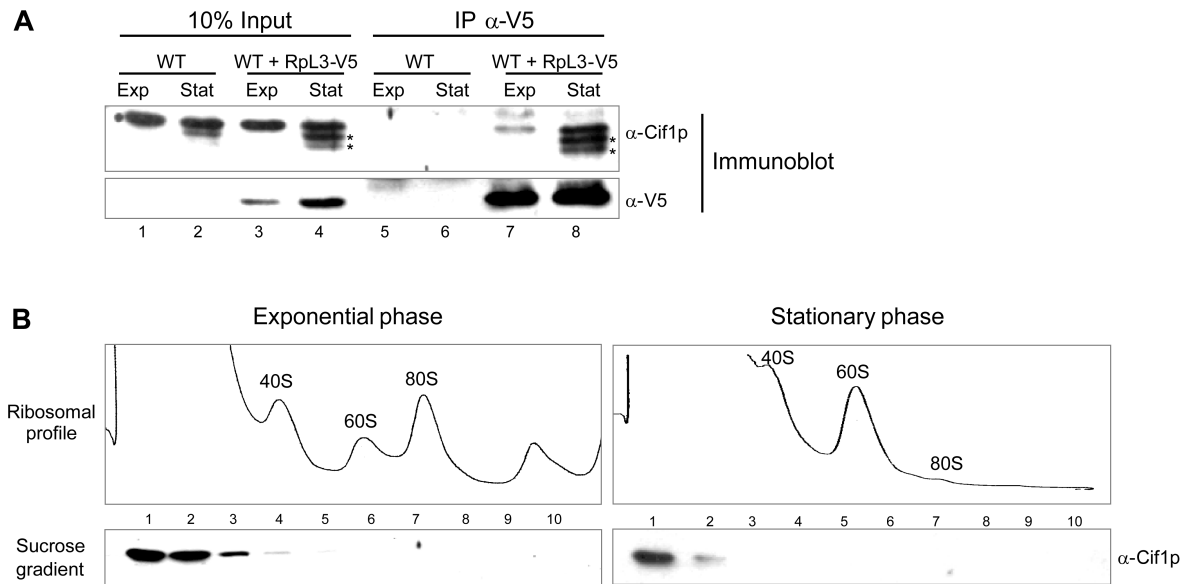 A
10% Input IP α-V5
WT WT + RpL3-V5 WT WT + RpL3-V5
Exp Stat Exp Stat Exp Stat Exp Stat
α-Cif1p
*
*
*
*
Immunoblot
α-V5
1 2 3 4 5 6 7 8
B
Exponential phase Stationary phase
Ribosomal
profile
40S
60S
80S
40S
60S
80S
1 2 3 4 5 6 7 8 9 10 1 2 3 4 5 6 7 8 9 10
Sucrose
gradient
α-Cif1p